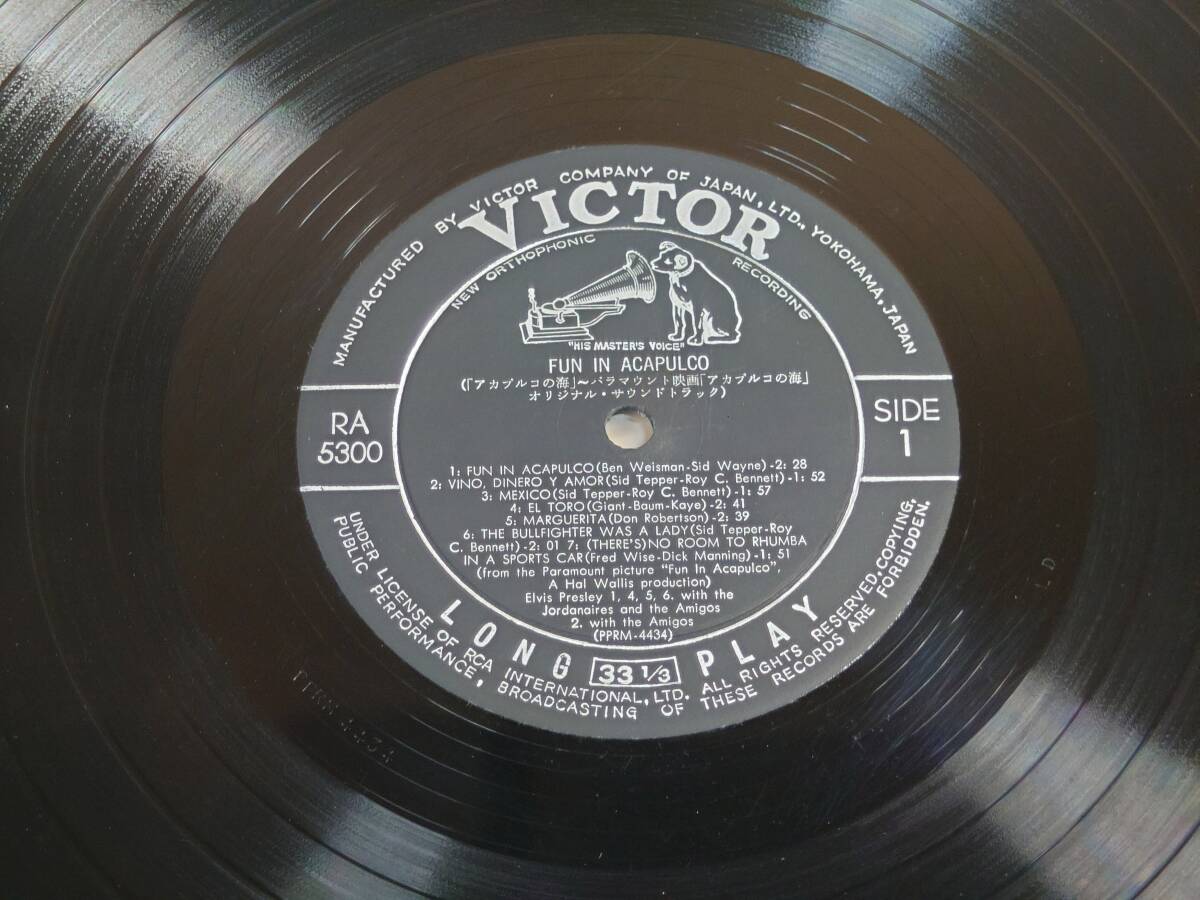 MANUFACTURED BY VICTOR COMPANY OF JAPAN, LTD., YOKOHAMA, JAPAN
VICTOR
NEW ORTHOPHONIC RECORDING
"HIS MASTER'S VOICE"
FUN IN ACAPULCO
(「アカプルコの海」〜パラマウント映画「アカプルコの海」
オリジナル・サウンドトラック)
RA
5300
SIDE
1
1: FUN IN ACAPULCO (Ben Weisman-Sid Wayne)-2: 28
2: VINO, DINERO Y AMOR (Sid Tepper-Roy C. Bennett)-1: 52
3: MEXICO (Sid Tepper-Roy C. Bennett)-1: 57
4: EL TORO (Giant-Baum-Kaye)-2: 41
5: MARGUERITA (Don Robertson)-2: 39
6: THE BULLFIGHTER WAS A LADY (Sid Tepper-Roy
C. Bennett)-2: 01 7: (THERE'S) NO ROOM TO RHUMBA
IN A SPORTS CAR (Fred Wise-Dick Manning)-1: 51
(from the Paramount picture "Fun In Acapulco",
A Hal Wallis production)
Elvis Presley 1, 4, 5, 6. with the
Jordanaires and the Amigos
2. with the Amigos
(PPRM-4434)
LONG 33 1/3 PLAY
UNDER LICENSE OF RCA INTERNATIONAL, LTD. ALL RIGHTS RESERVED. COPYING,
PUBLIC PERFORMANCE, BROADCASTING OF THESE RECORDS ARE FORBIDDEN.